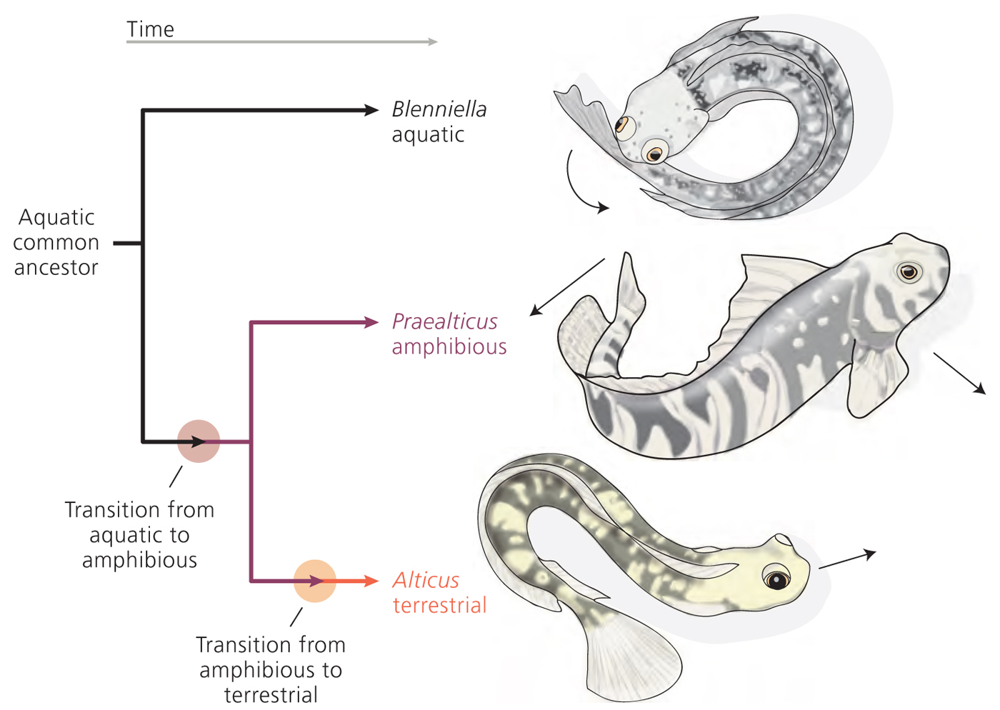 Time
Blenniella
aquatic
Aquatic
common
ancestor
Praealticus
amphibious
Transition from
aquatic to
amphibious
Alticus
terrestrial
Transition from
amphibious to
terrestrial